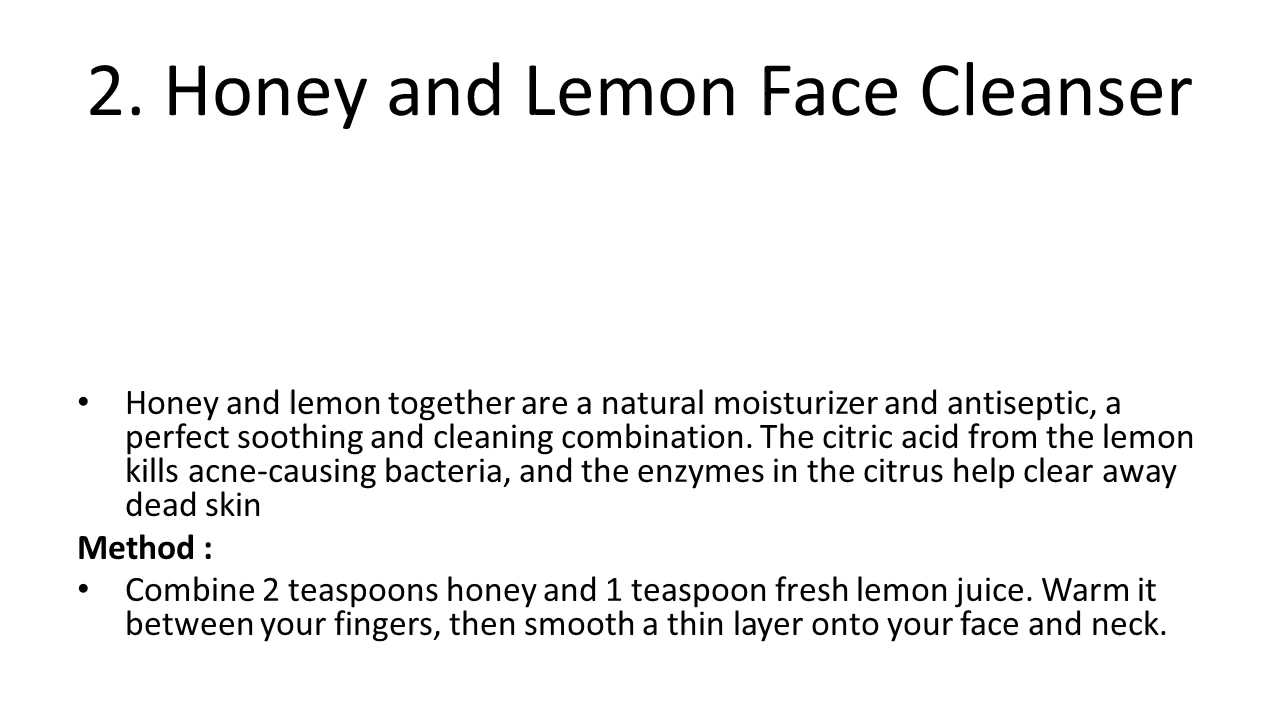 2. Honey and Lemon Face Cleanser
• Honey and lemon together are a natural moisturizer and antiseptic, a
perfect soothing and cleaning combination. The citric acid from the lemon
kills acne-causing bacteria, and the enzymes in the citrus help clear away
dead skin
Method :
• Combine 2 teaspoons honey and 1 teaspoon fresh lemon juice. Warm it
between your fingers, then smooth a thin layer onto your face and neck.